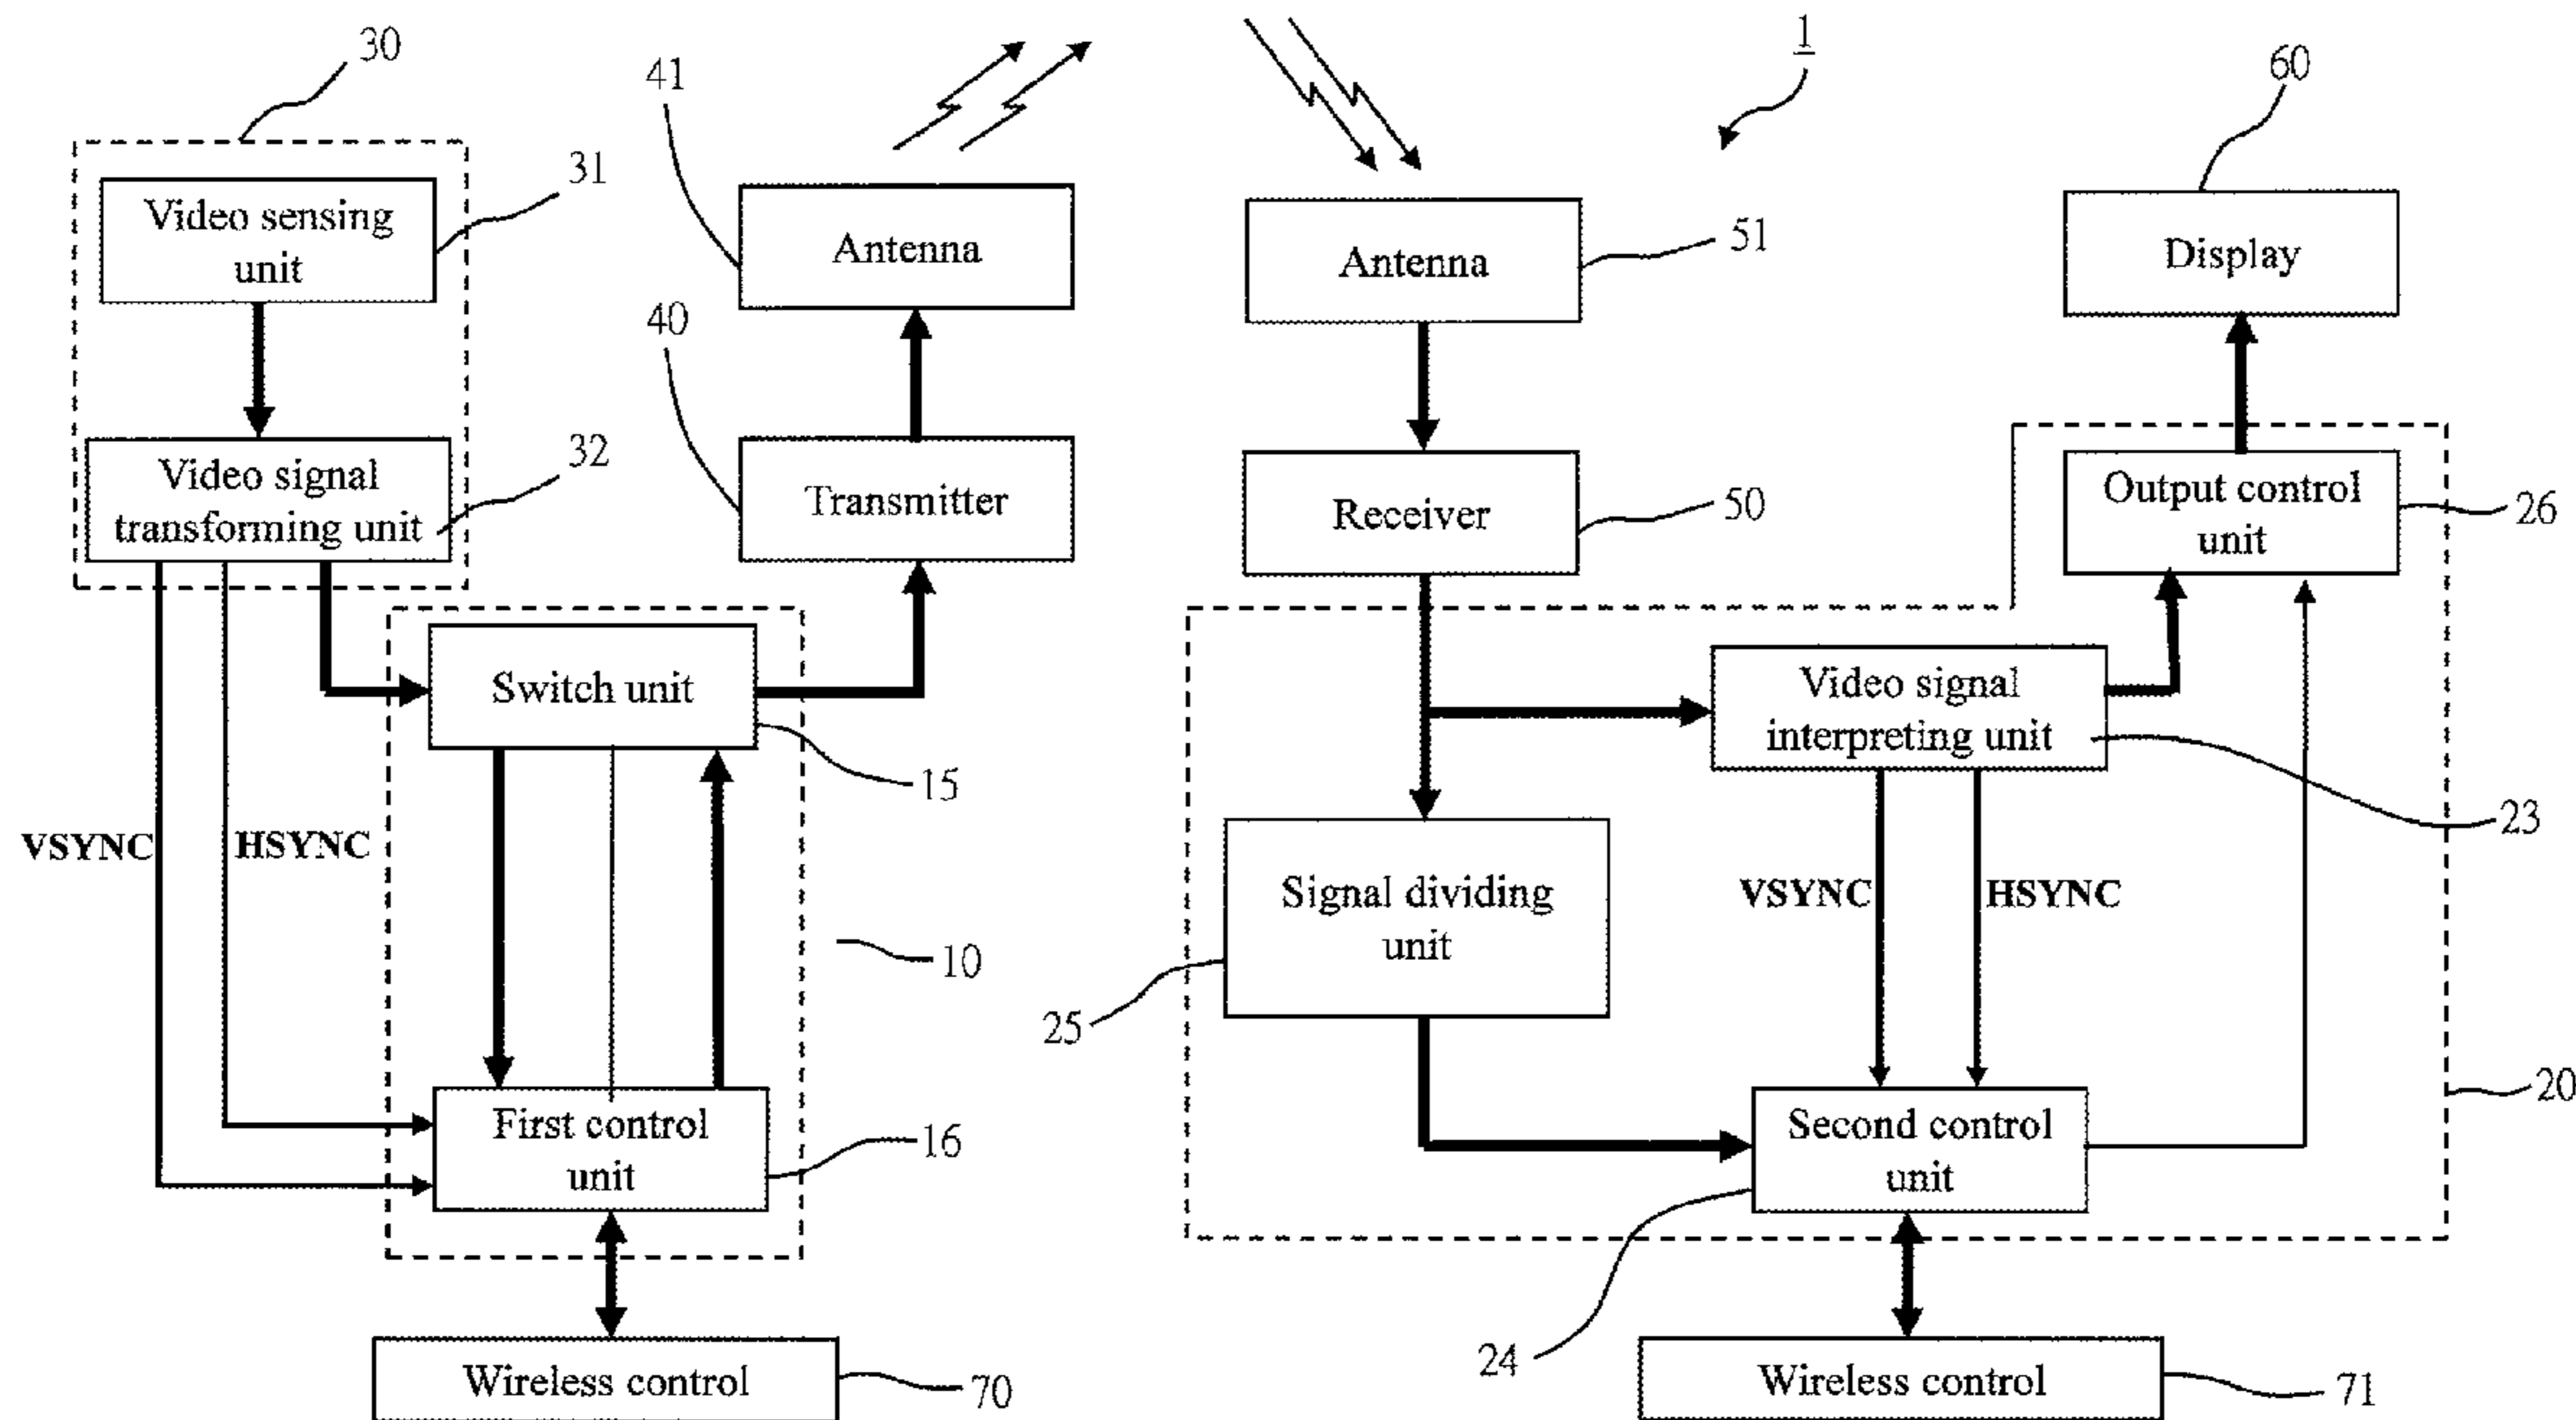 30
41
1
60
31
Video sensing
unit
Antenna
51
Antenna
Display
40
32
Video signal
transforming unit
Transmitter
50
Receiver
Output control
unit
26
Switch unit
15
Video signal
interpreting unit
23
VSYNC
HSYNC
Signal dividing
unit
VSYNC
HSYNC
10
25
First control
unit
16
Second control
unit
20
24
Wireless control
70
Wireless control
71